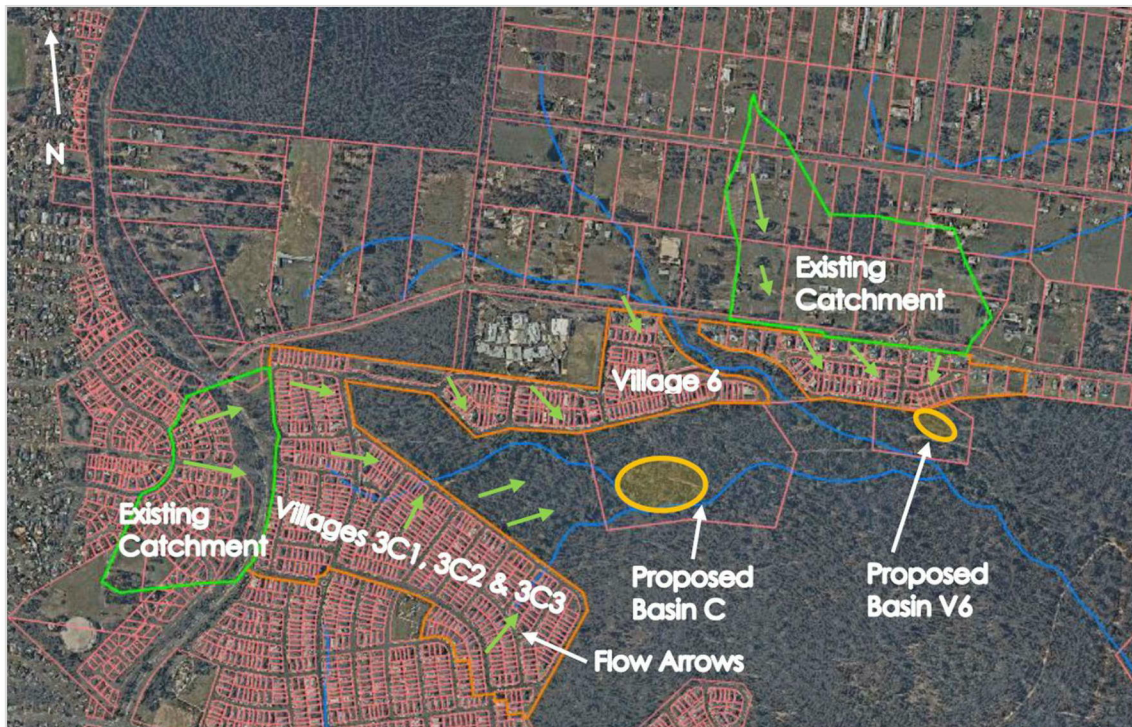 N
Existing
Catchment
Village 6
Existing
Catchment
Villages 3C1, 3C2 & 3C3
Proposed
Basin C
Proposed
Basin V6
Flow Arrows